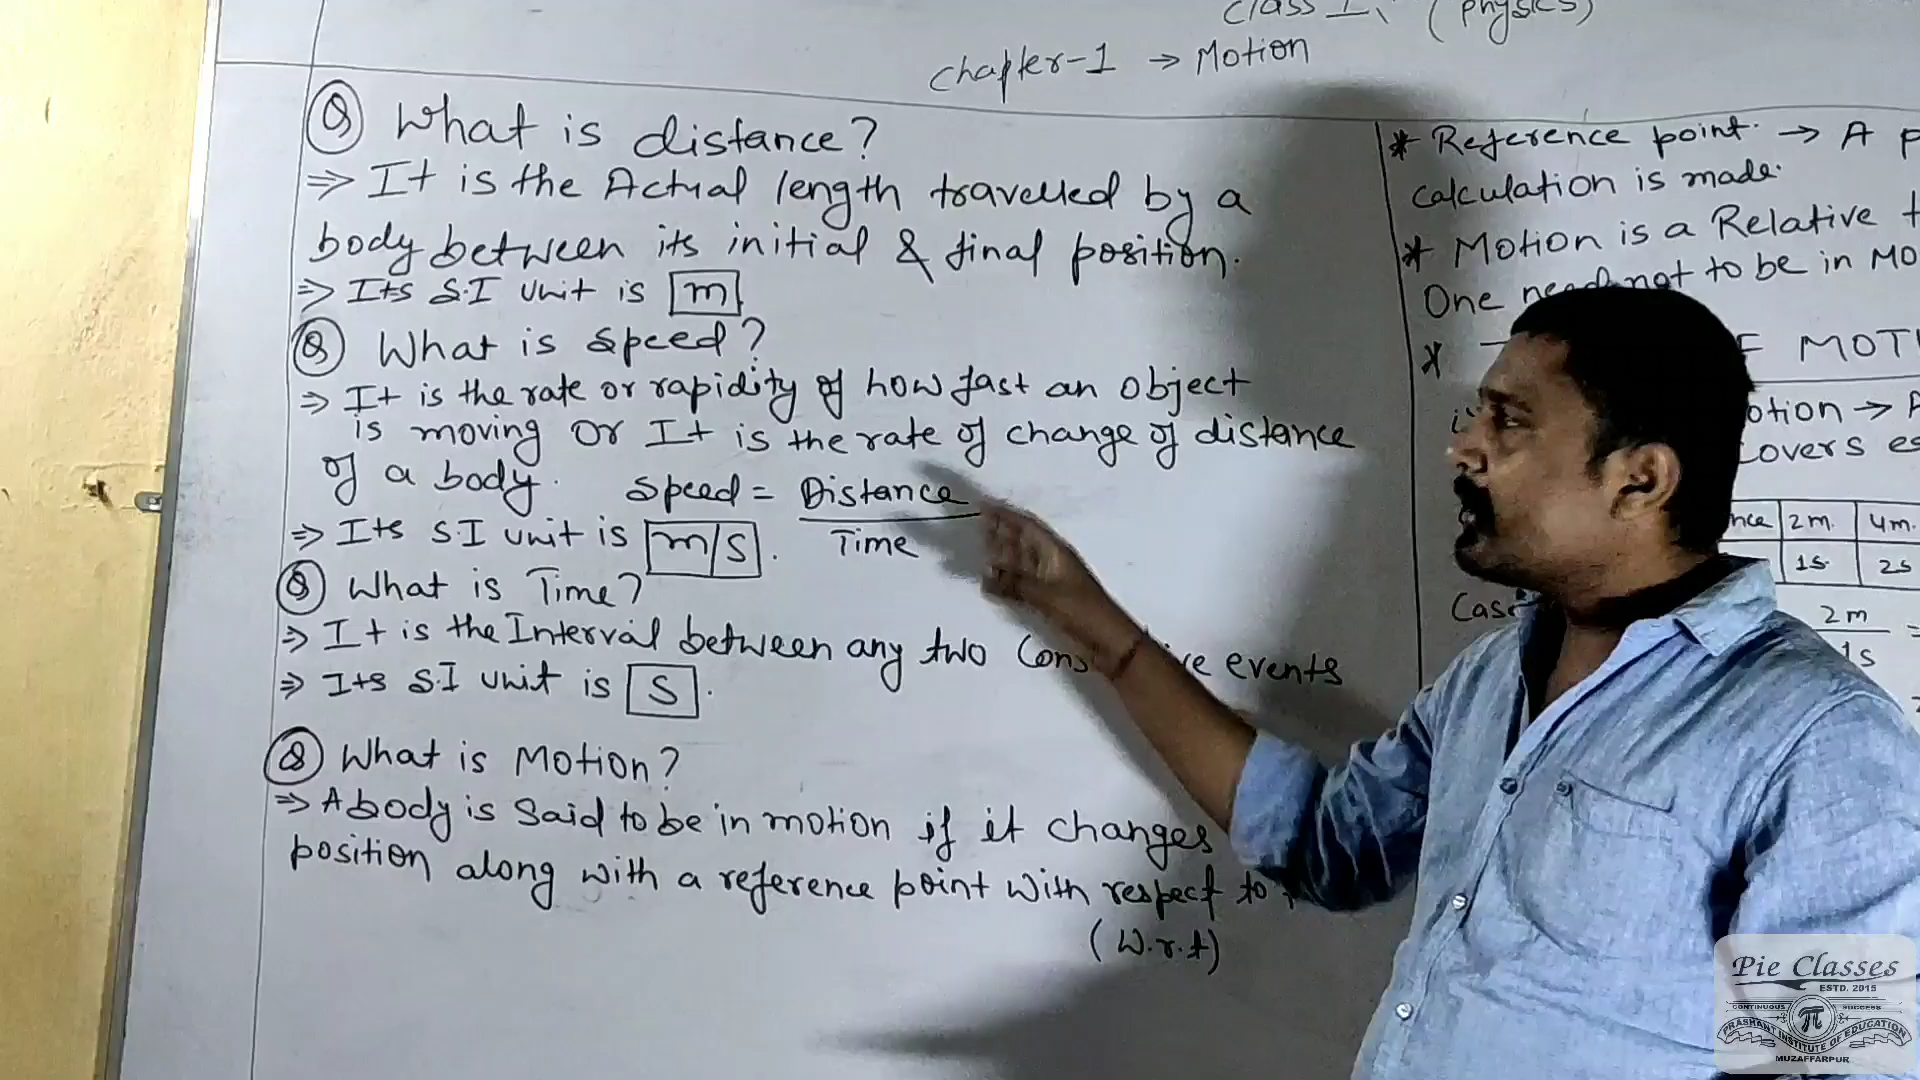 Class I (Physics)
Chapter-1 → Motion
Q What is distance?
⇒ It is the Actual length travelled by a
body between its initial & final position.
⇒ Its S.I unit is m
Q What is speed?
⇒ It is the rate or rapidity of how fast an object
is moving Or It is the rate of change of distance
of a body. Speed = Distance
Time
⇒ Its S.I unit is m/s.
Q What is Time?
⇒ It is the Interval between any two events
⇒ Its S.I unit is S.
Q What is Motion?
⇒ A body is Said to be in motion if it changes
position along with a reference point with respect to
(W.r.t)
* Reference point. → A
calculation is made.
* Motion is a Relative
One need not to be in
*
→
2m. 4m.
1s. 2s
2m
1s
Pie Classes
ESTD. 2015
CONTINUOUS SUCCESS
π
PRASHANT INSTITUTE OF EDUCATION
MUZAFFARPUR